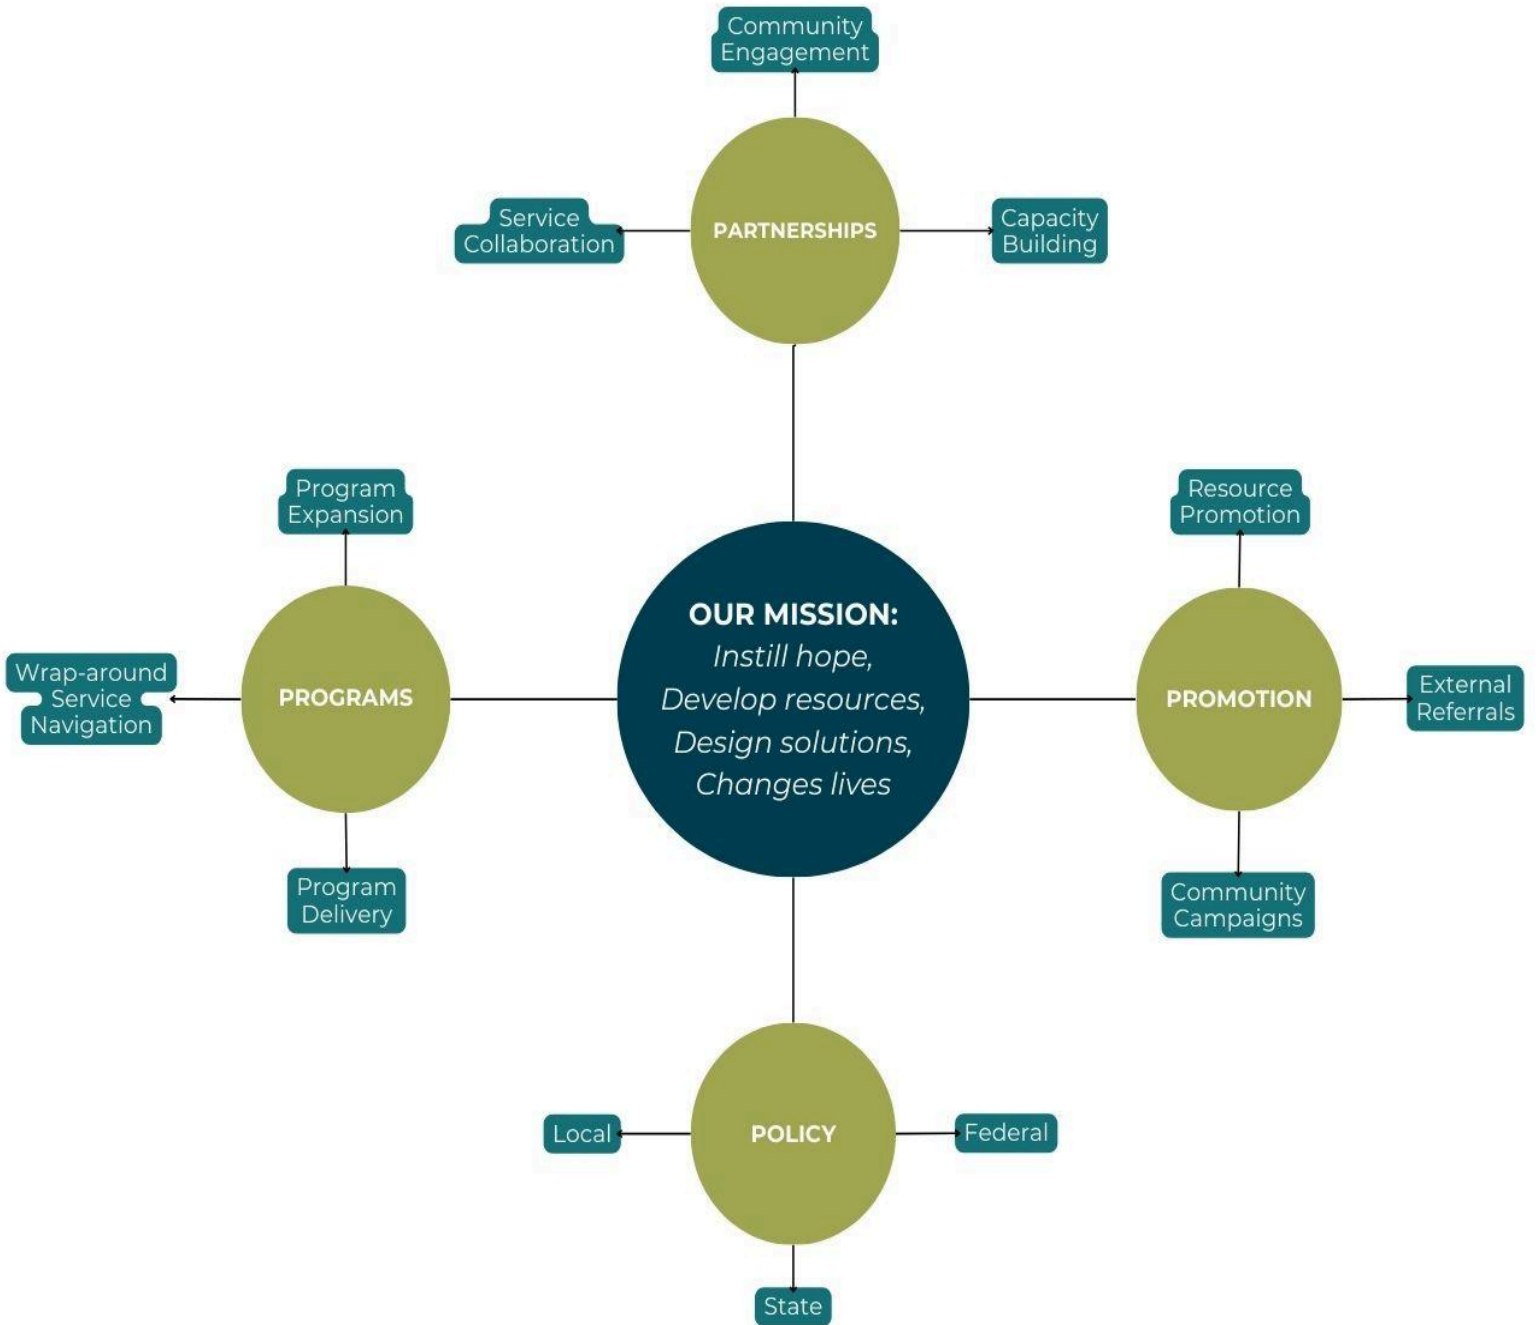 Community
Engagement
Service
Collaboration
PARTNERSHIPS
Capacity
Building
Program
Expansion
Resource
Promotion
Wrap-around
Service
Navigation
PROGRAMS
OUR MISSION:
Instill hope,
Develop resources,
Design solutions,
Changes lives
PROMOTION
External
Referrals
Program
Delivery
Community
Campaigns
Local
POLICY
Federal
State